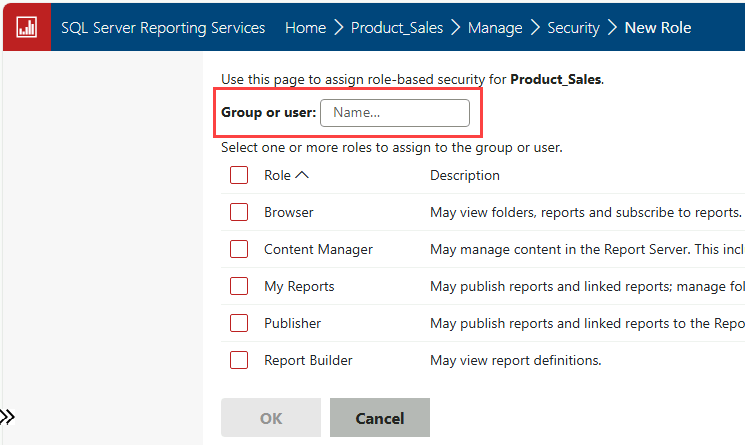 SQL Server Reporting Services Home > Product_Sales > Manage > Security > New Role
Use this page to assign role-based security for Product_Sales.
Group or user: Name...
Select one or more roles to assign to the group or user.
Role Description
Browser May view folders, reports and subscribe to reports.
Content Manager May manage content in the Report Server. This incl
My Reports May publish reports and linked reports; manage fol
Publisher May publish reports and linked reports to the Repo
Report Builder May view report definitions.
OK Cancel